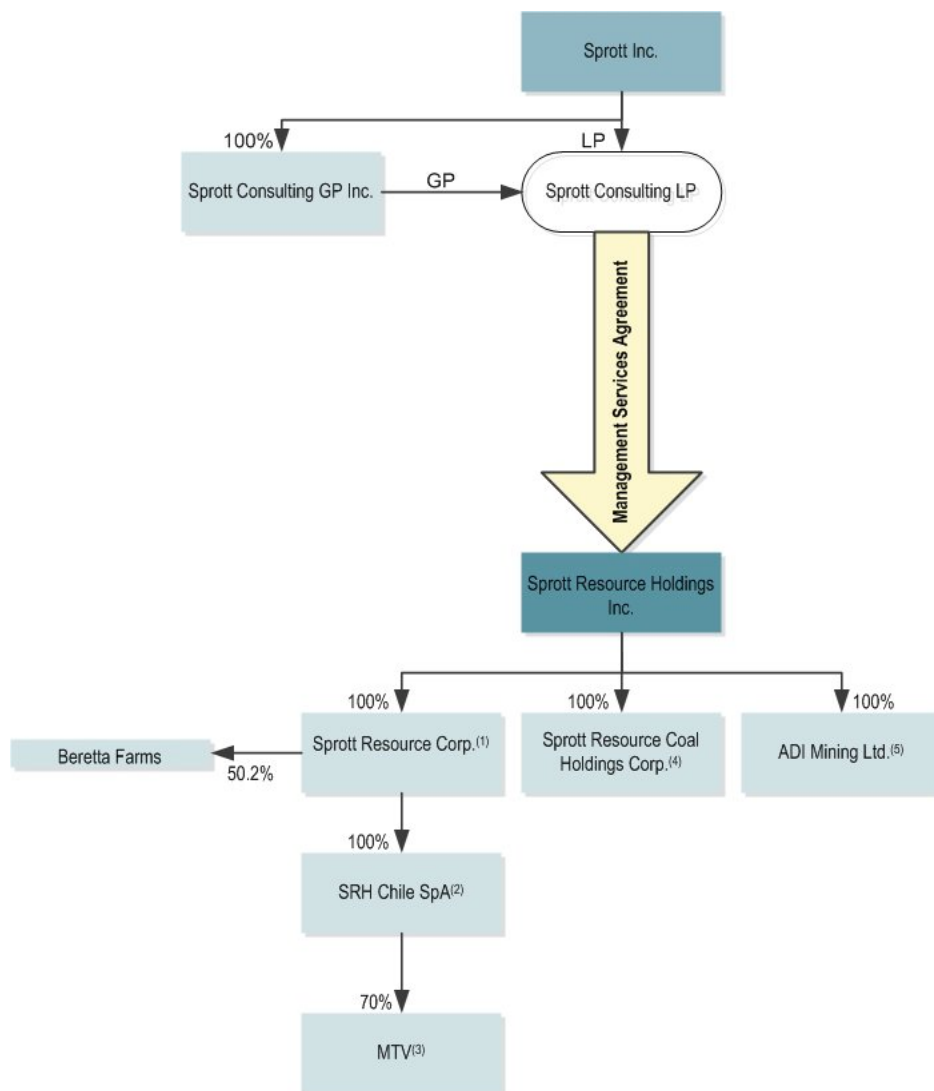 Sprott Inc.
100%
LP
Sprott Consulting GP Inc.
GP
Sprott Consulting LP
Management Services Agreement
Sprott Resource Holdings
Inc.
100%
100%
100%
Beretta Farms
50.2%
Sprott Resource Corp.(1)
Sprott Resource Coal
Holdings Corp.(4)
ADI Mining Ltd.(5)
100%
SRH Chile SpA(2)
70%
MTV(3)